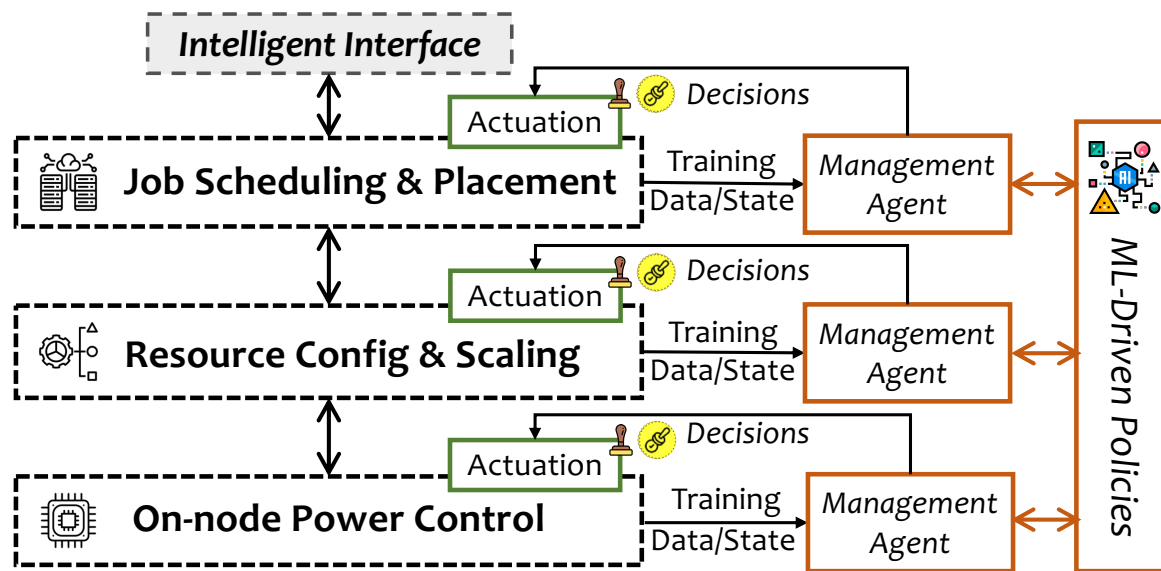 Intelligent Interface
Decisions
Actuation
Job Scheduling & Placement
Training
Data/State
Management
Agent
AI
ML-Driven Policies
Decisions
Actuation
Resource Config & Scaling
Training
Data/State
Management
Agent
Decisions
Actuation
On-node Power Control
Training
Data/State
Management
Agent